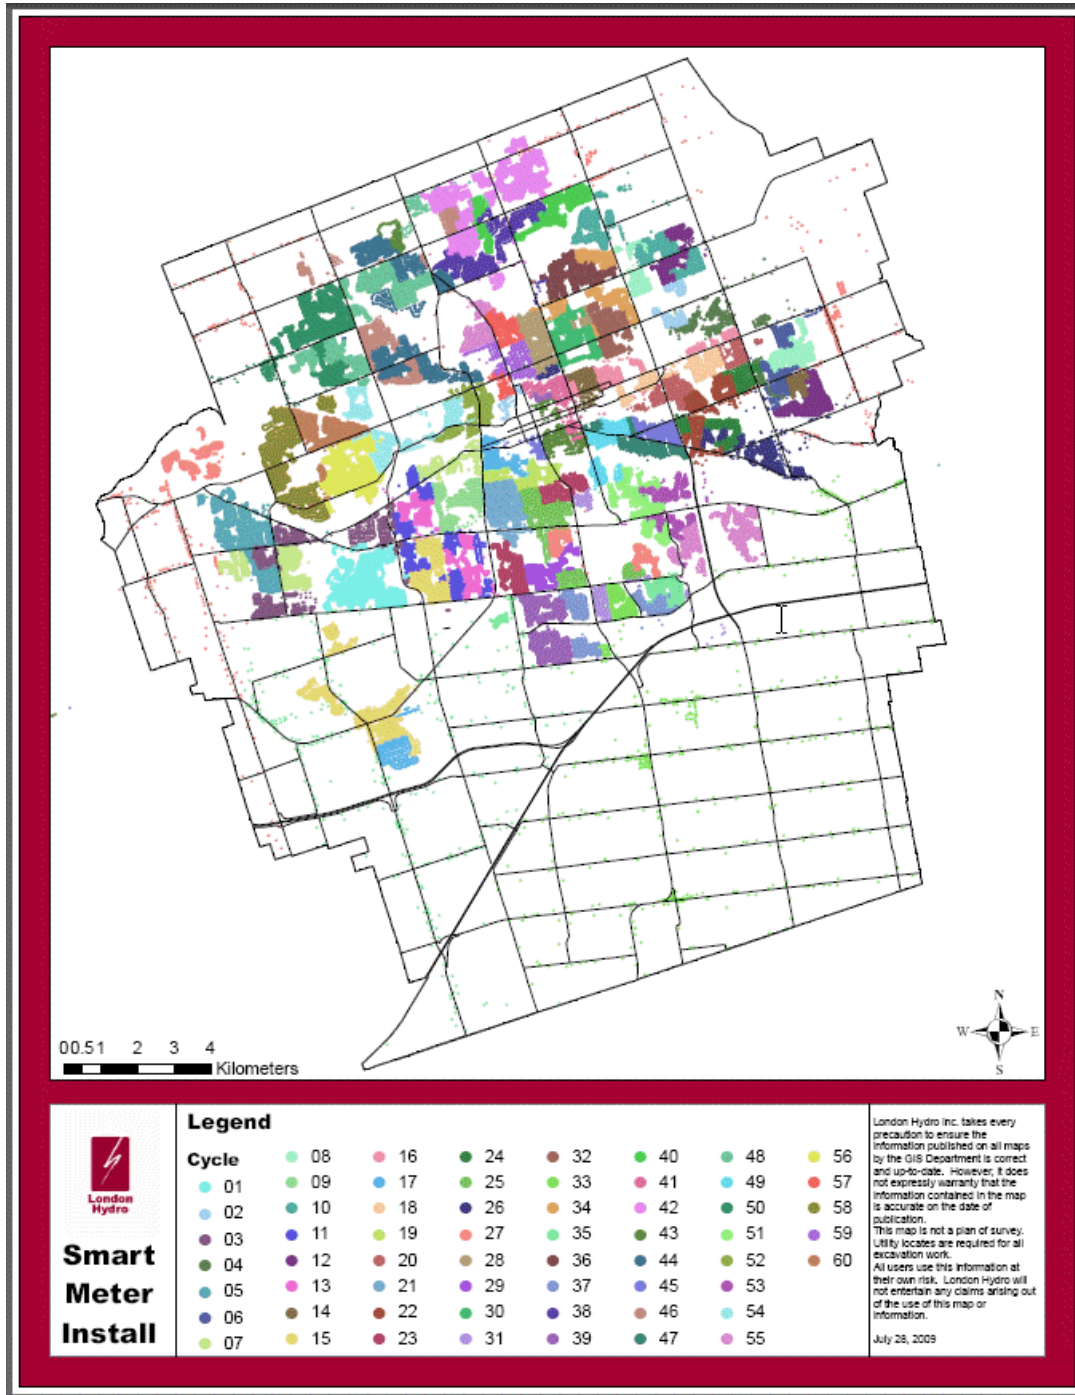 N
W
E
S
00.51 2 3 4
Kilometers
London
Hydro
Smart
Meter
Install
Legend
Cycle
01
02
03
04
05
06
07
08
09
10
11
12
13
14
15
16
17
18
19
20
21
22
23
24
25
26
27
28
29
30
31
32
33
34
35
36
37
38
39
40
41
42
43
44
45
46
47
48
49
50
51
52
53
54
55
56
57
58
59
60
London Hydro Inc. takes every
precaution to ensure the
information published on all maps
by the GIS Department is correct
and up-to-date. However, it does
not expressly warranty that the
information contained in the map
is accurate on the date of
publication.
This map is not a plan of survey.
Utility locates are required for all
excavation work.
All users use this information at
their own risk. London Hydro will
not entertain any claims arising out
of the use of this map or
information.
July 28, 2009